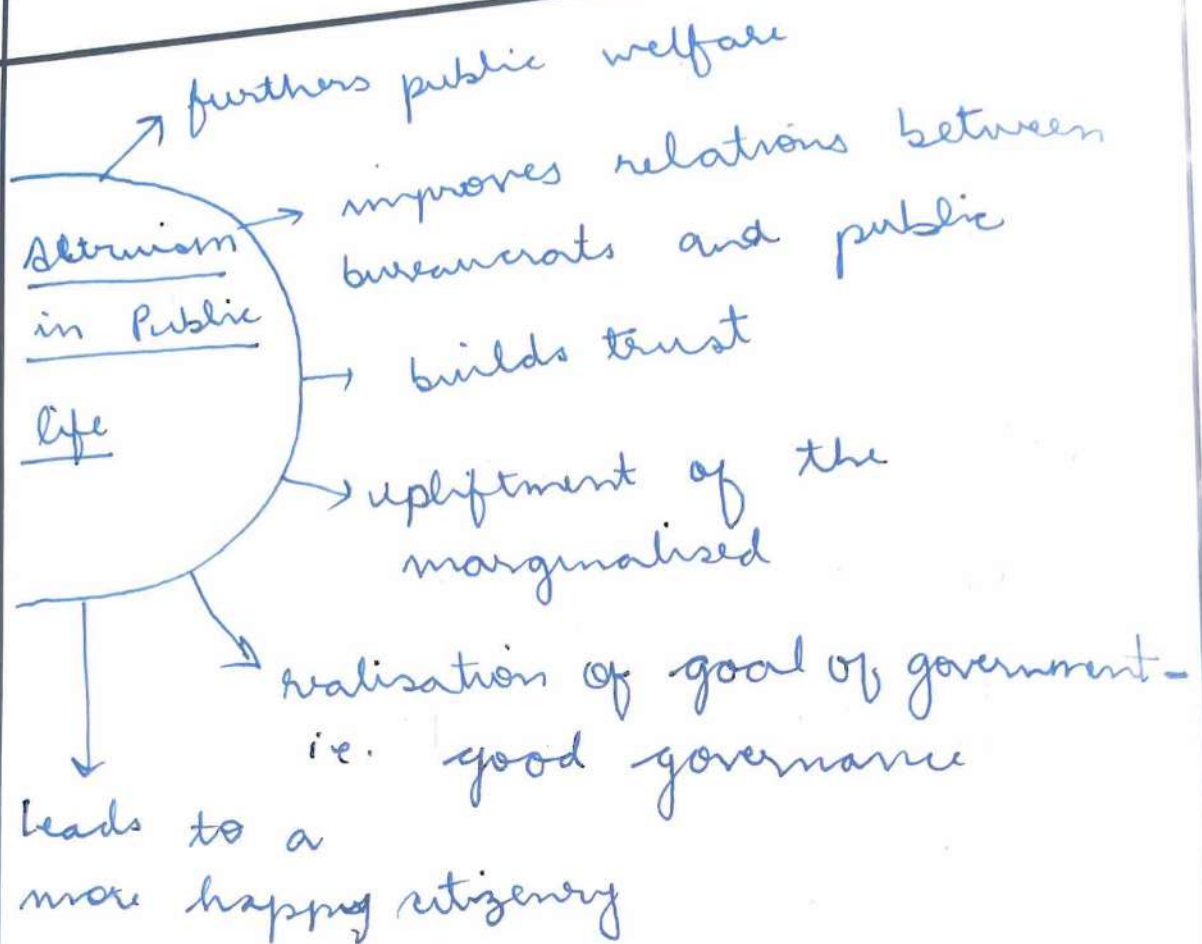 furthers public welfare
improves relations between
bureaucrats and public
Altruism
in Public
life
builds trust
upliftment of the
marginalised
realisation of goal of government-
i.e. good governance
leads to a
more happy citizenry